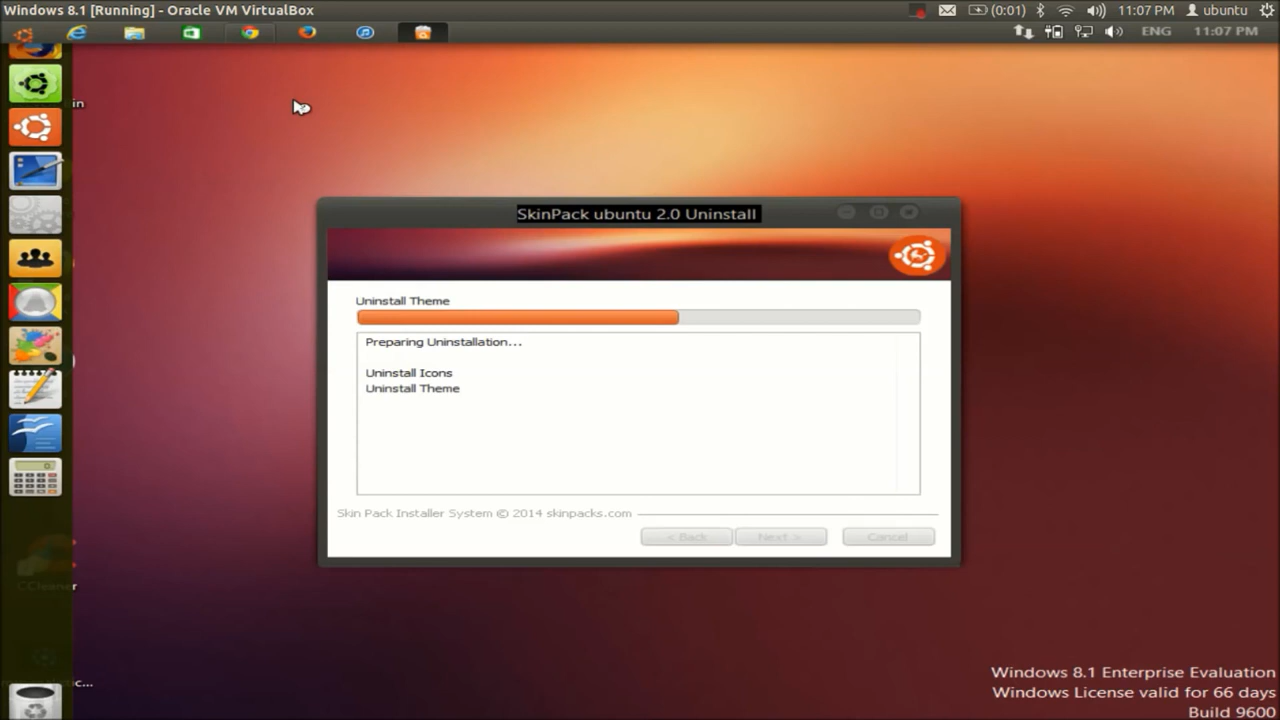 Windows 8.1 [Running] - Oracle VM VirtualBox
(0:01) 11:07 PM ubuntu
ENG 11:07 PM
in
SkinPack ubuntu 2.0 Uninstall
Uninstall Theme
Preparing Uninstallation...
Uninstall Icons
Uninstall Theme
Skin Pack Installer System © 2014 skinpacks.com
< Back Next > Cancel
CCleaner
Windows 8.1 Enterprise Evaluation
Windows License valid for 66 days
Build 9600